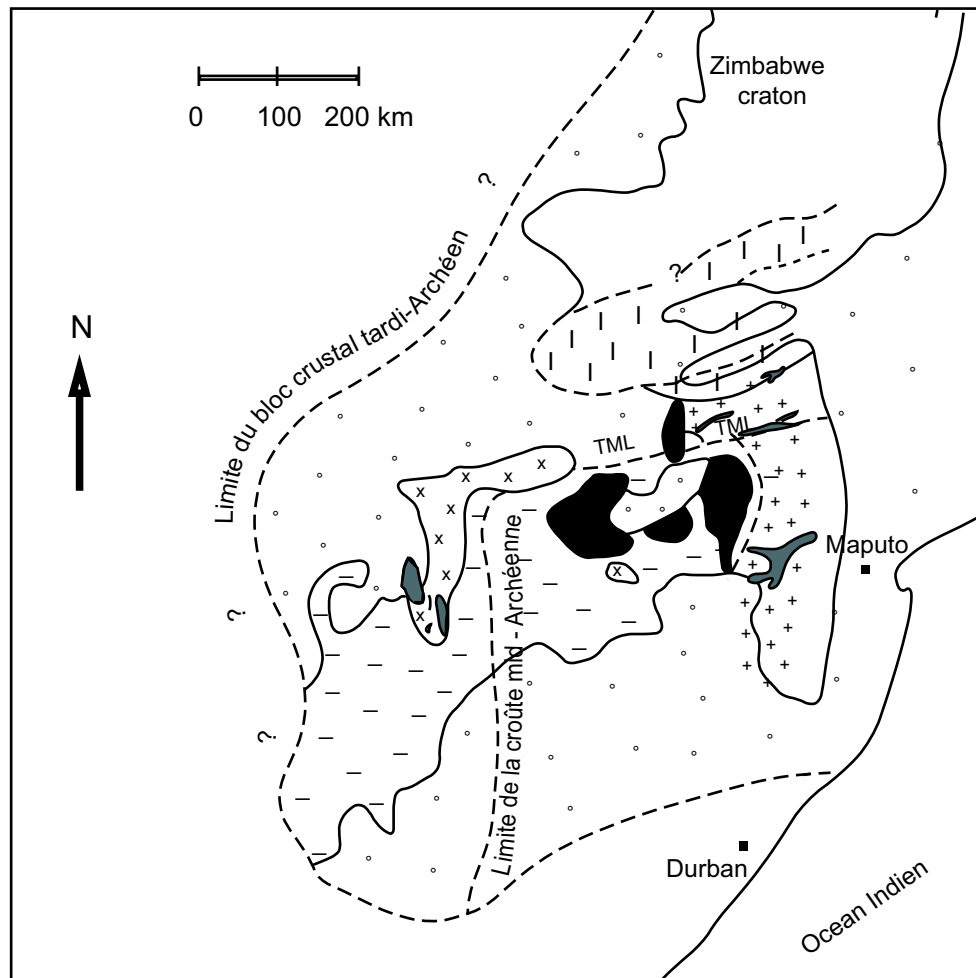 Zimbabwe
craton
0 100 200 km
?
Limite du bloc crustal tardi-Archéen
?
N
TML
TML
Maputo
Limite de la croûte mid - Archéenne
?
?
Durban
Ocean Indien